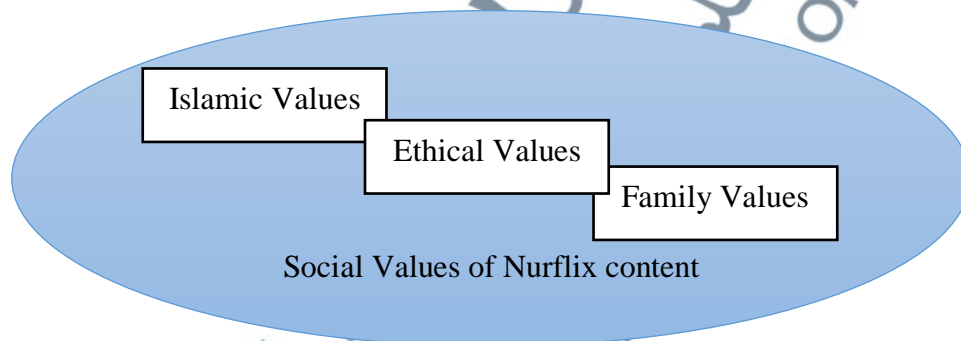 Islamic Values
Ethical Values
Family Values
Social Values of Nurflix content